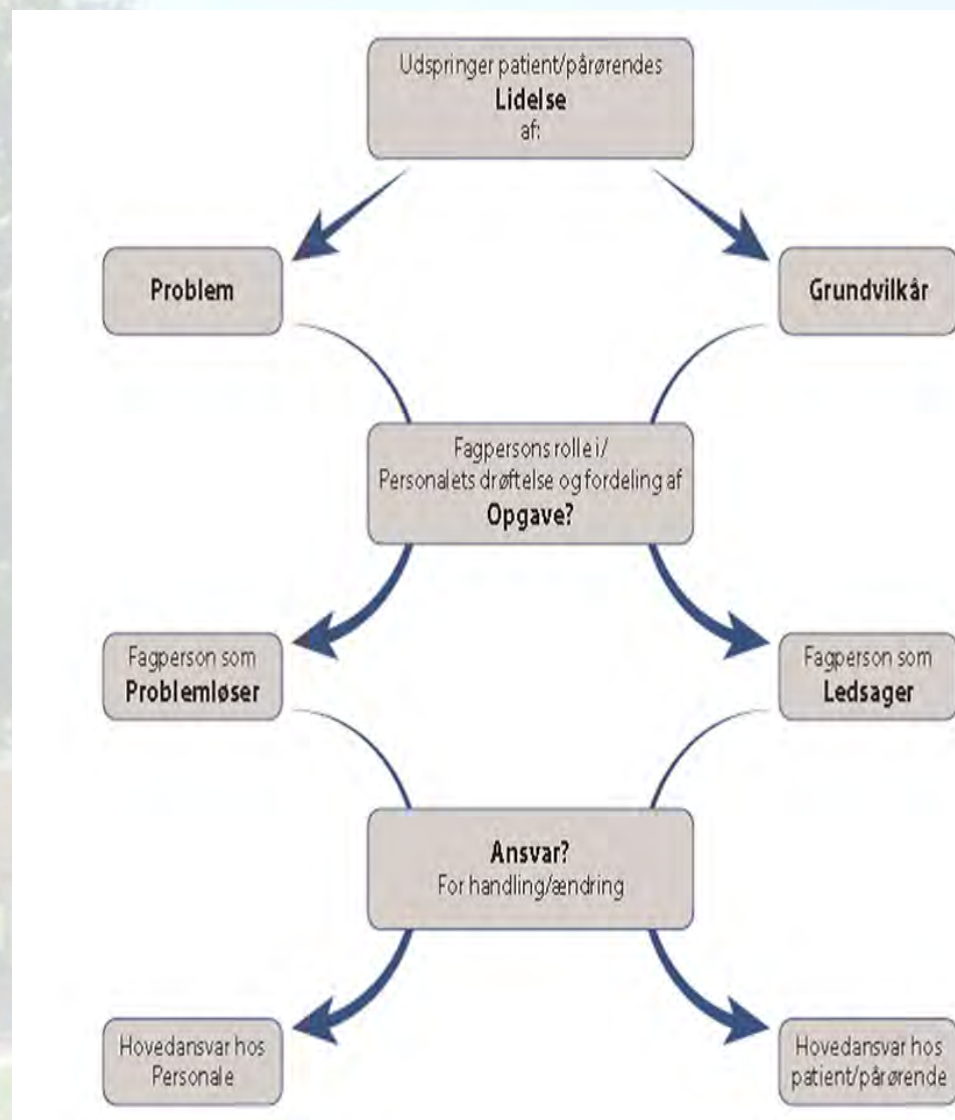 Udspringer patient/pårørendes
Lidelse
af:
Problem
Grundvilkår
Fagpersons rolle i/
Personalets drøftelse og fordeling af
Opgave?
Fagperson som
Problemløser
Fagperson som
Ledsager
Ansvar?
For handling/ændring
Hovedansvar hos
Personale
Hovedansvar hos
patient/pårørende